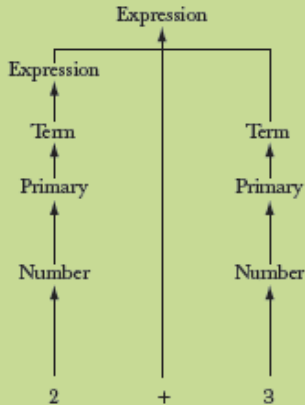 Expression
Expression
Term Term
Primary Primary
Number Number
2 + 3